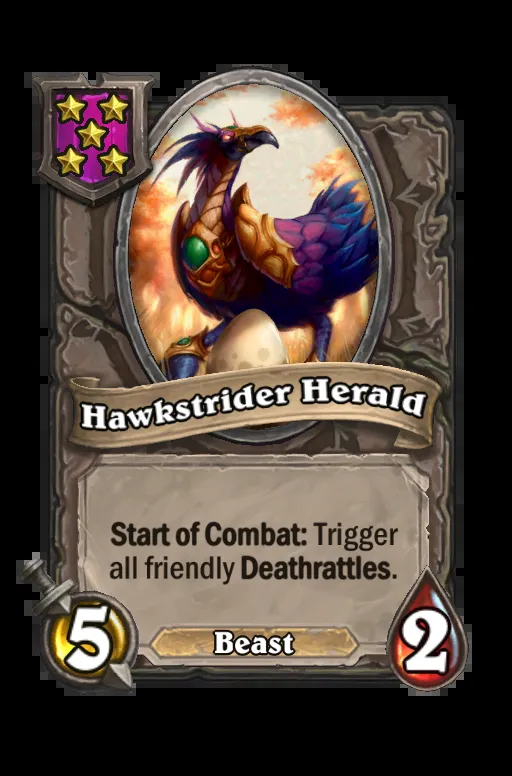 Hawkstrider Herald
Start of Combat: Trigger
all friendly Deathrattles.
5
Beast
2